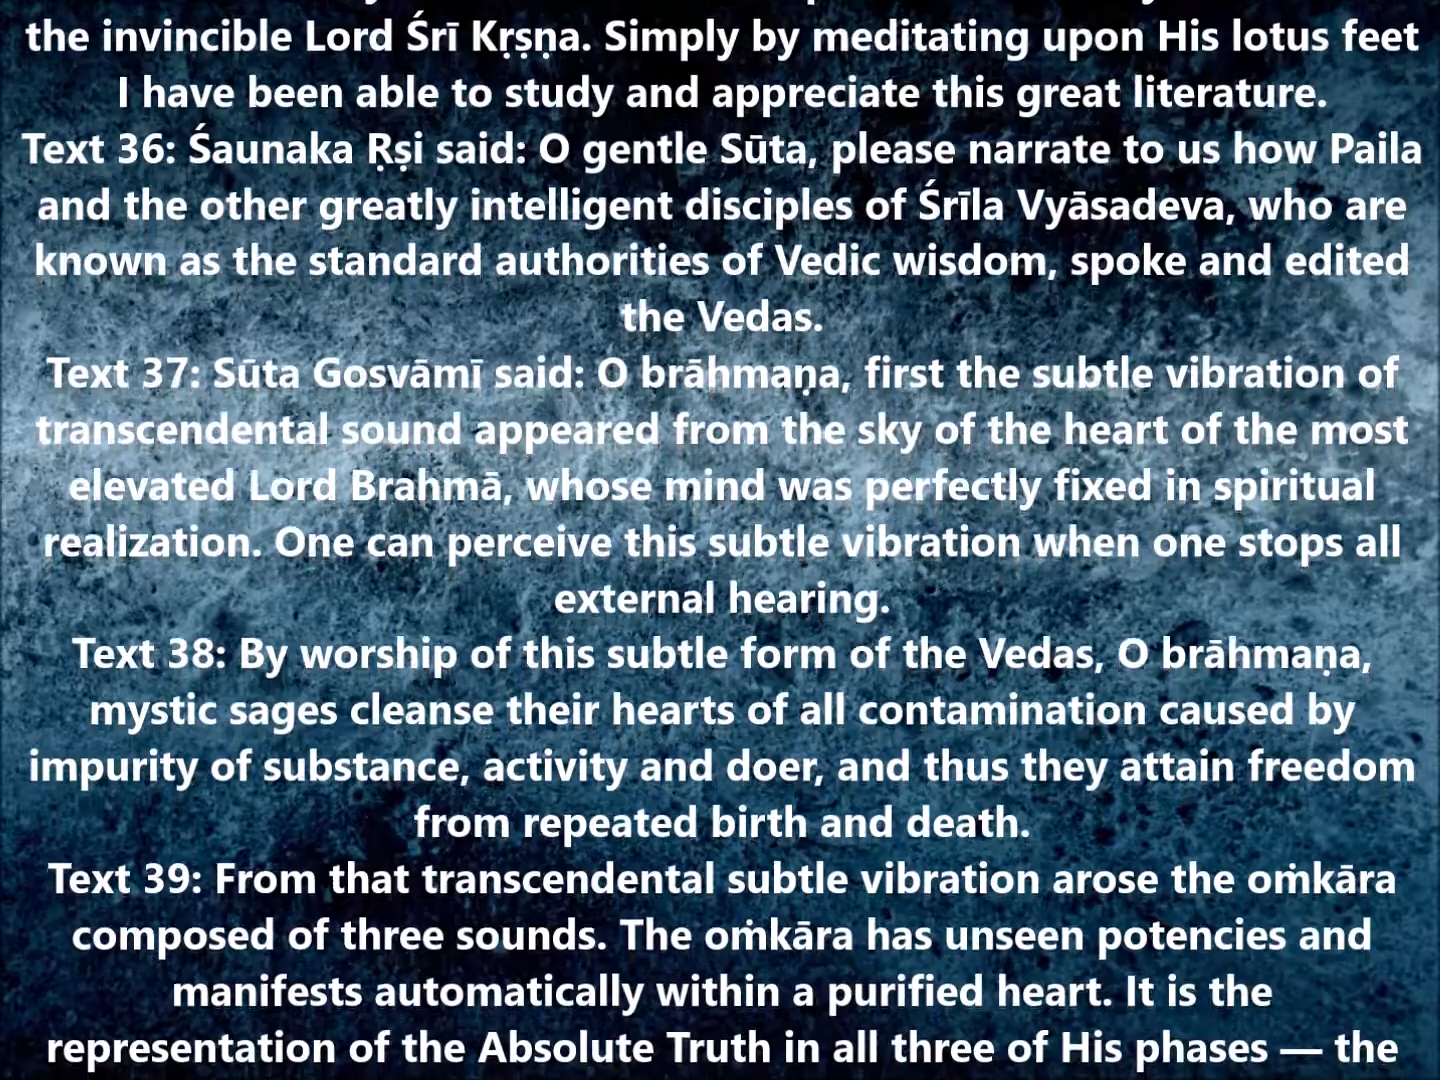 the invincible Lord Śrī Kṛṣṇa. Simply by meditating upon His lotus feet
I have been able to study and appreciate this great literature.
Text 36: Śaunaka Ṛṣi said: O gentle Sūta, please narrate to us how Paila
and the other greatly intelligent disciples of Śrīla Vyāsadeva, who are
known as the standard authorities of Vedic wisdom, spoke and edited
the Vedas.
Text 37: Sūta Gosvāmī said: O brāhmaṇa, first the subtle vibration of
transcendental sound appeared from the sky of the heart of the most
elevated Lord Brahmā, whose mind was perfectly fixed in spiritual
realization. One can perceive this subtle vibration when one stops all
external hearing.
Text 38: By worship of this subtle form of the Vedas, O brāhmaṇa,
mystic sages cleanse their hearts of all contamination caused by
impurity of substance, activity and doer, and thus they attain freedom
from repeated birth and death.
Text 39: From that transcendental subtle vibration arose the oṁkāra
composed of three sounds. The oṁkāra has unseen potencies and
manifests automatically within a purified heart. It is the
representation of the Absolute Truth in all three of His phases — the